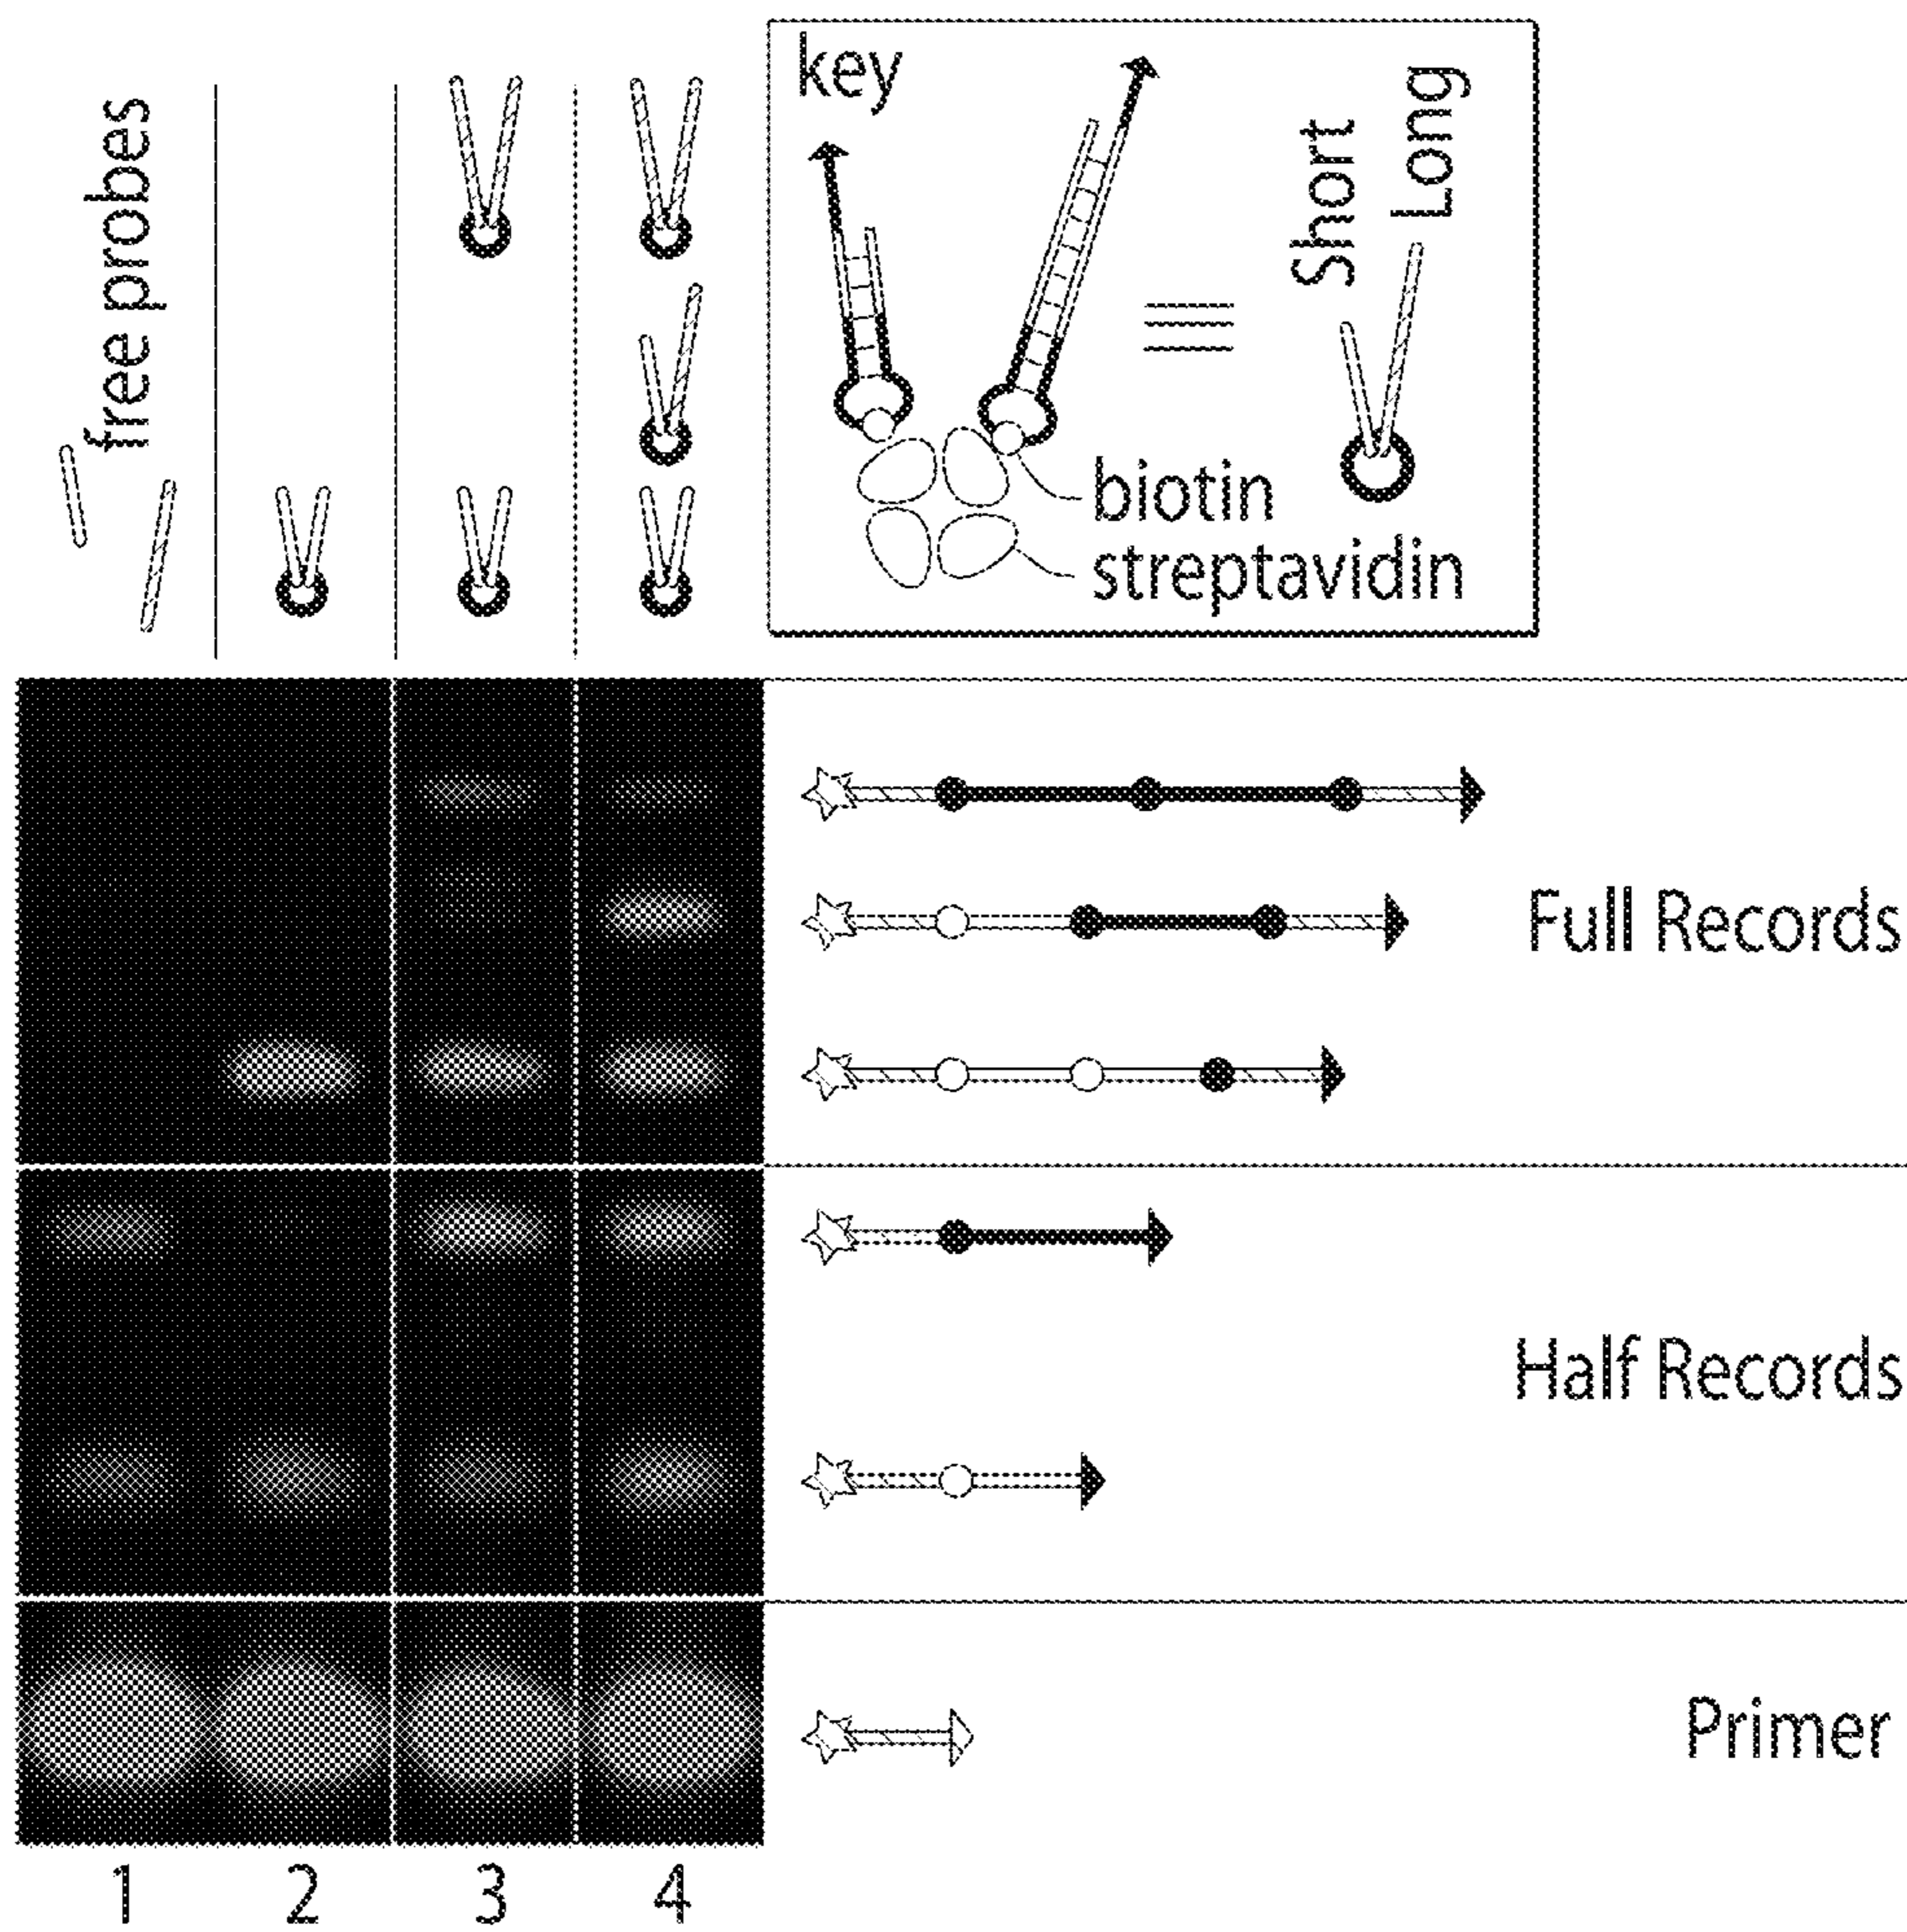 free probes
key
Short
Long
biotin
streptavidin
Full Records
Half Records
Primer
1 2 3 4